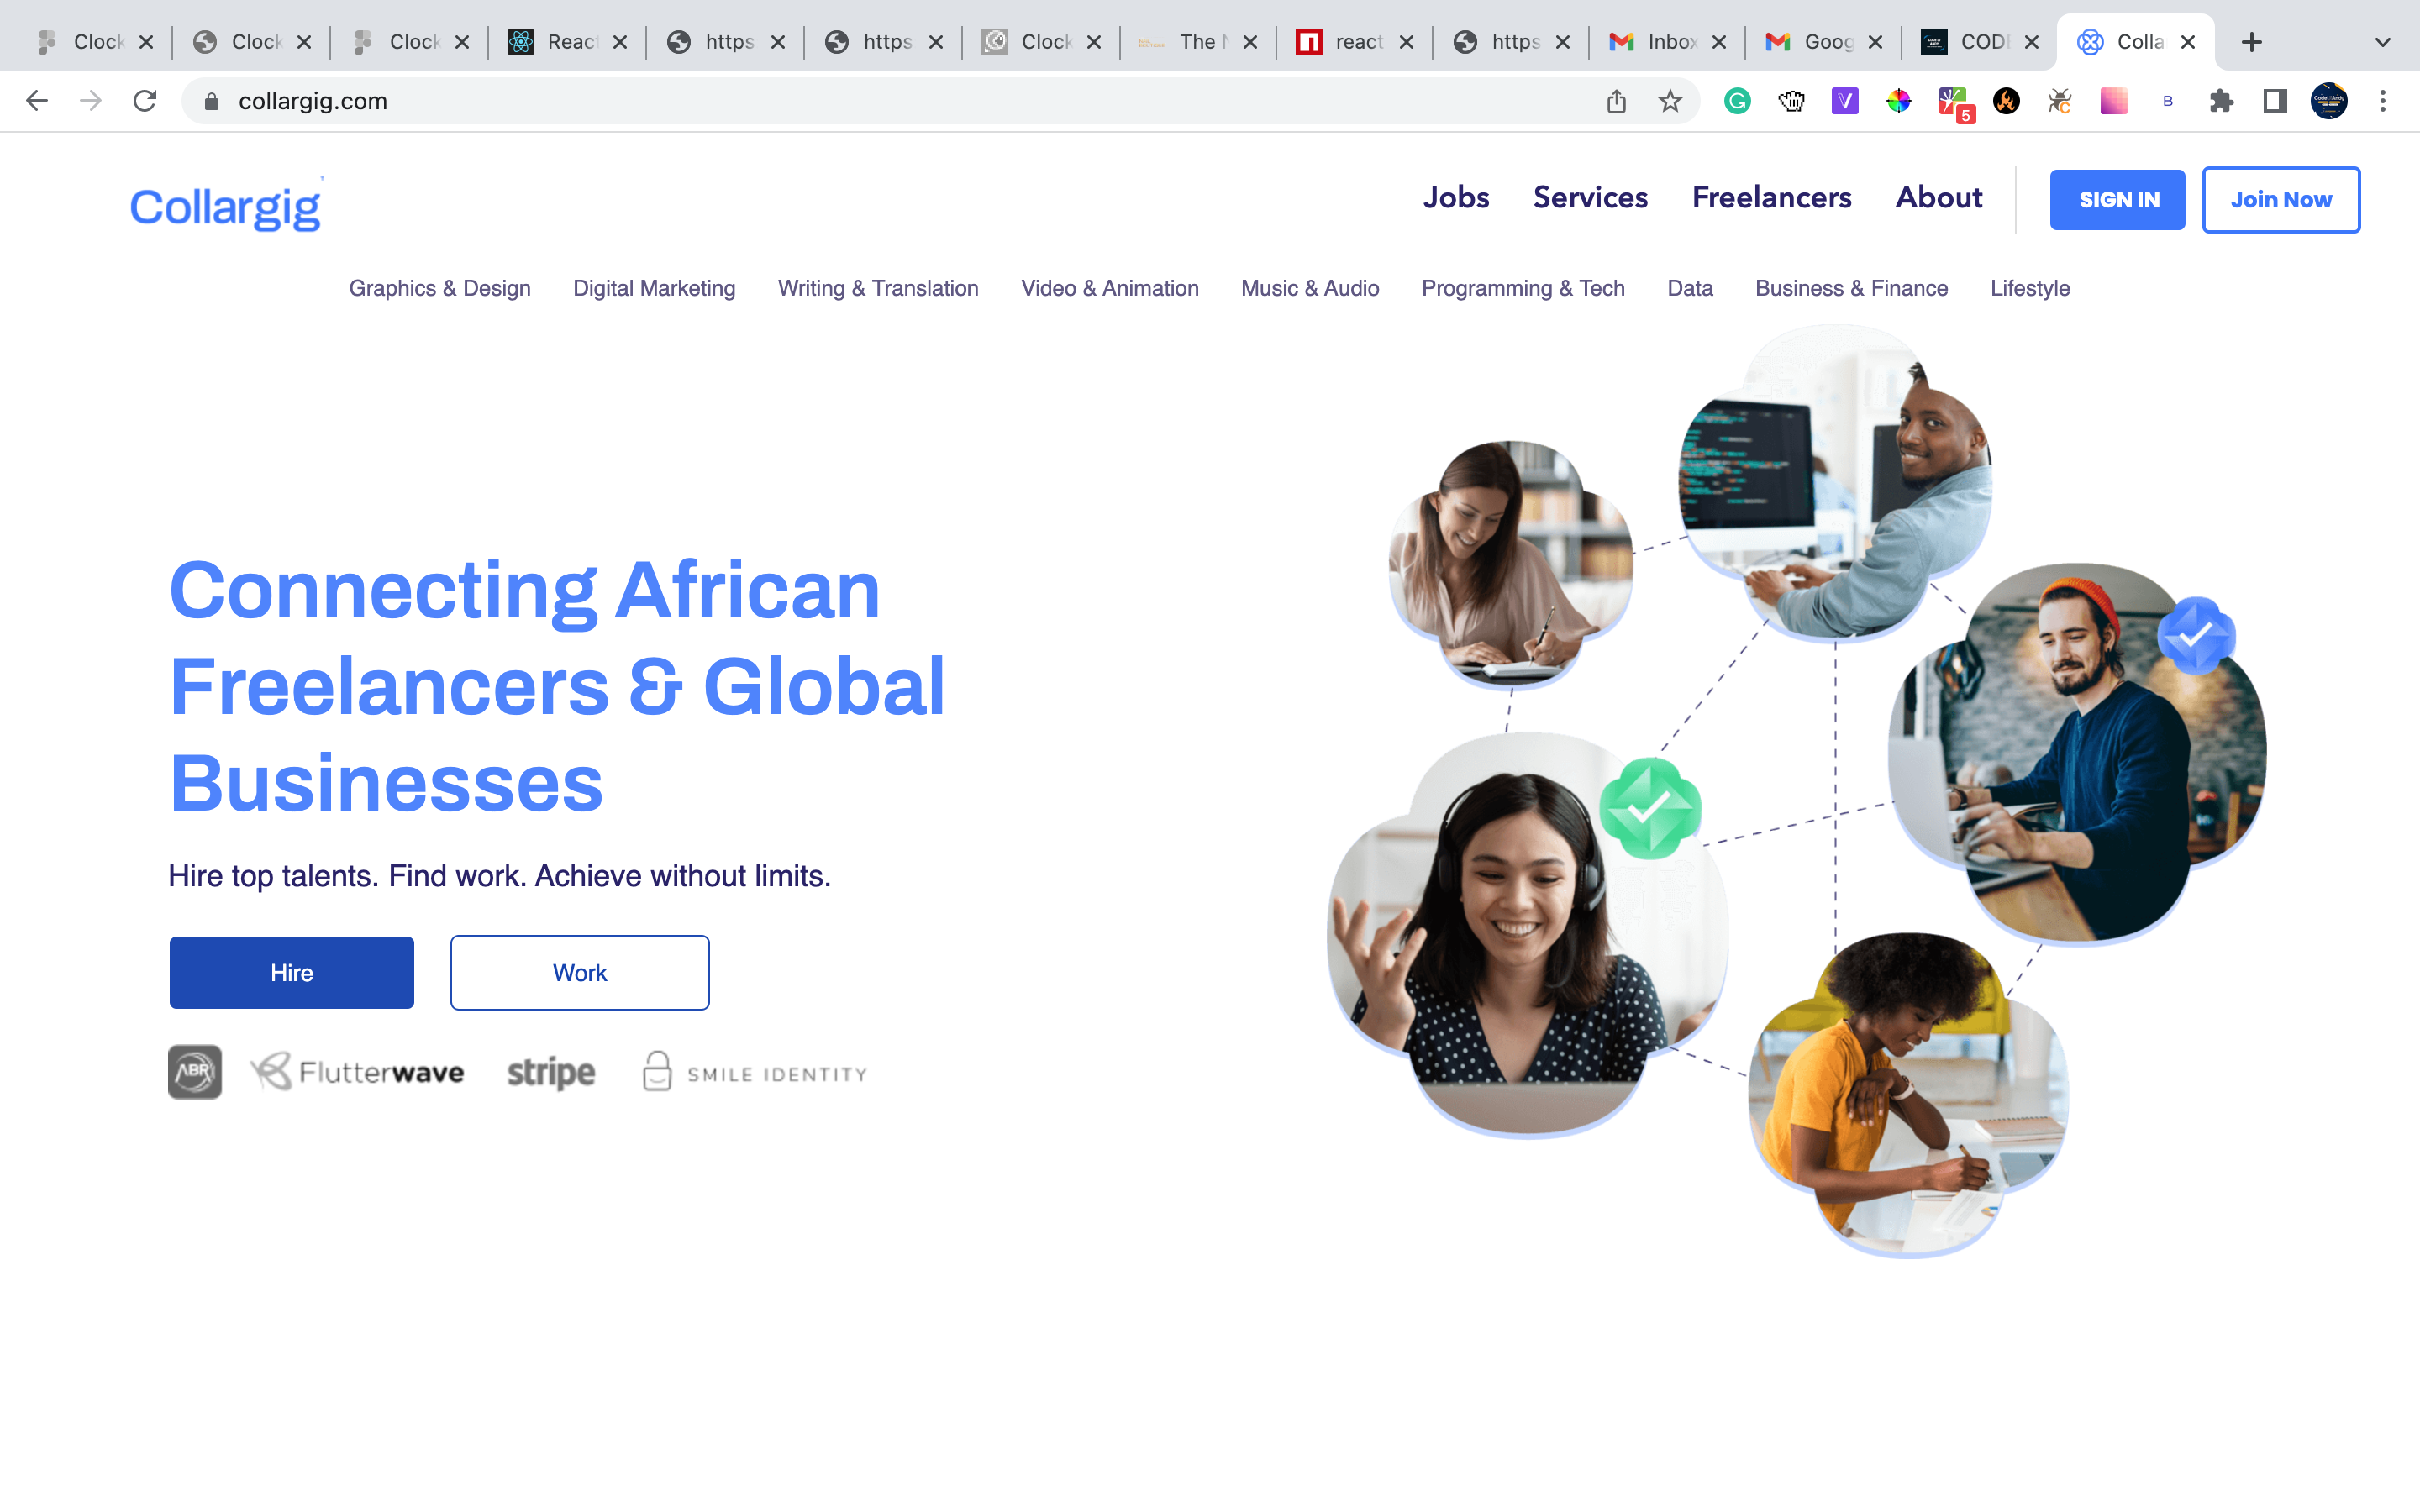 Clock Clock Clock React https https Clock The react https Inbox Goog CODE Colla
collargig.com
5 B
Collargig
Jobs Services Freelancers About SIGN IN Join Now
Graphics & Design Digital Marketing Writing & Translation Video & Animation Music & Audio Programming & Tech Data Business & Finance Lifestyle
Connecting African
Freelancers & Global
Businesses
Hire top talents. Find work. Achieve without limits.
Hire Work
ABR Flutterwave stripe SMILE IDENTITY